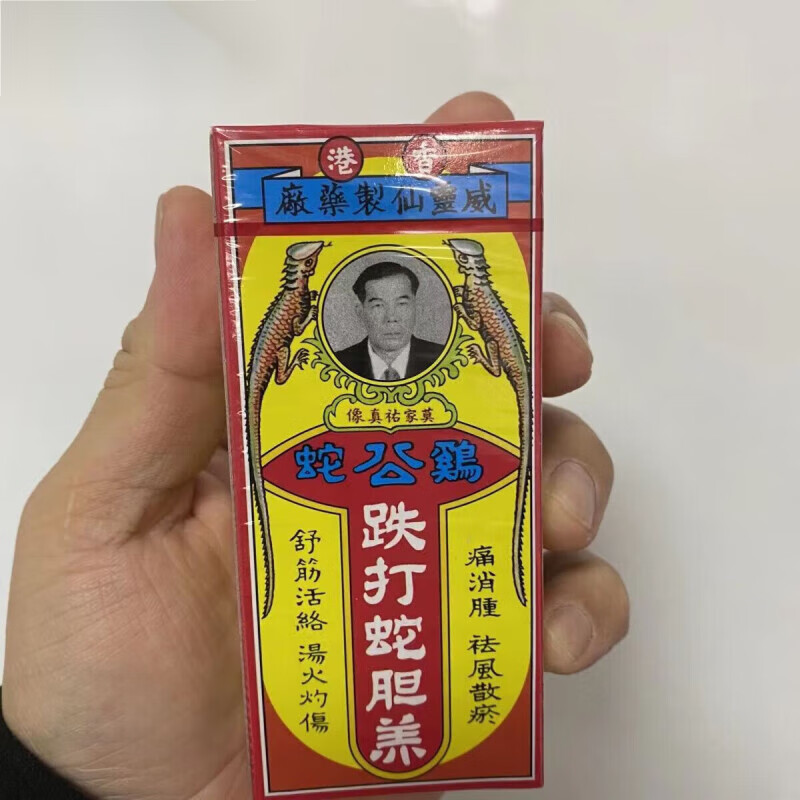 香港
威靈仙製藥廠
莫家祐真像
鷄公蛇
跌打蛇胆羔
痛消腫 祛風散瘀
舒筋活絡 湯火灼傷